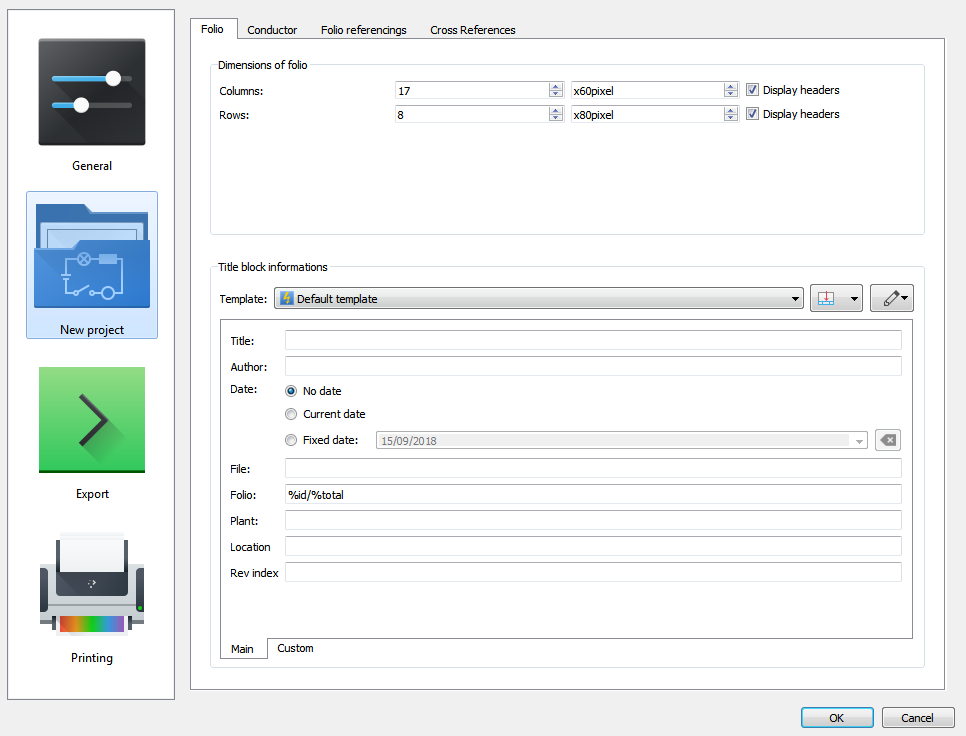 General
New project
Export
Printing
Folio Conductor Folio referencings Cross References
Dimensions of folio
Columns: 17 x60pixel Display headers
Rows: 8 x80pixel Display headers
Title block informations
Template: Default template
Title:
Author:
Date: No date
Current date
Fixed date: 15/09/2018
File:
Folio: %id/%total
Plant:
Location
Rev index
Main Custom
OK Cancel